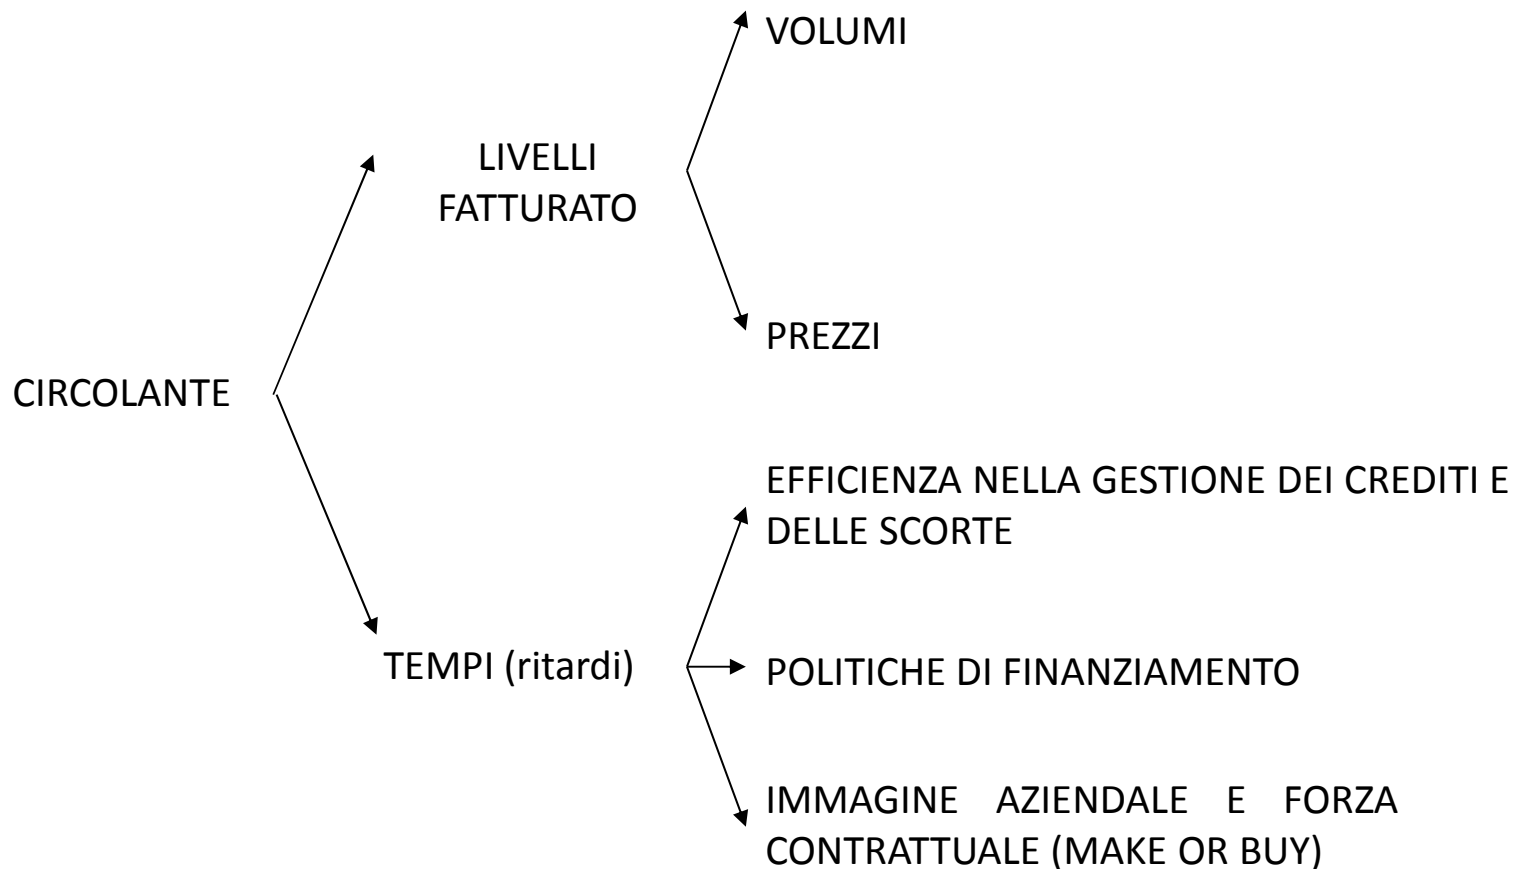 VOLUMI
LIVELLI
FATTURATO
PREZZI
CIRCOLANTE
EFFICIENZA NELLA GESTIONE DEI CREDITI E
DELLE SCORTE
TEMPI (ritardi)
POLITICHE DI FINANZIAMENTO
IMMAGINE AZIENDALE E FORZA
CONTRATTUALE (MAKE OR BUY)